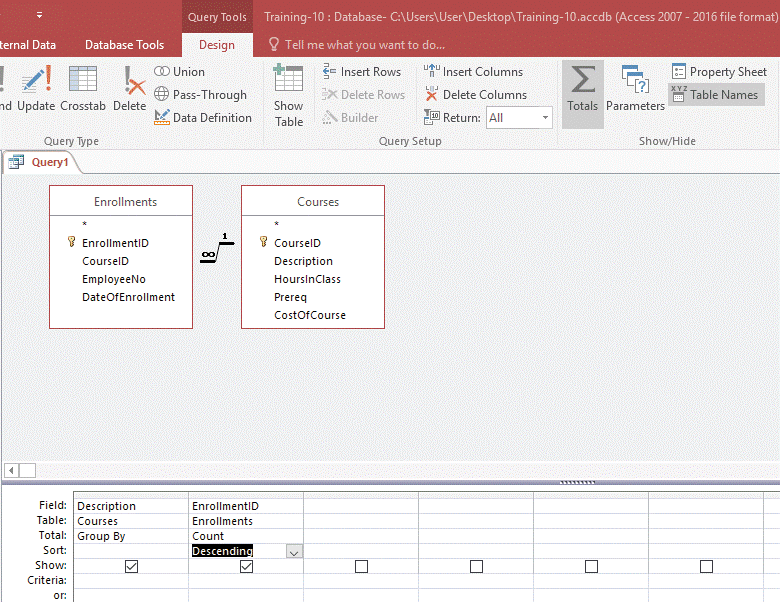 Query Tools
Training-10 : Database- C:\Users\User\Desktop\Training-10.accdb (Access 2007 - 2016 file format)
ternal Data Database Tools Design Tell me what you want to do...
nd Update Crosstab Delete
Union
Pass-Through
Data Definition
Query Type
Show Table
Insert Rows
Delete Rows
Builder
Insert Columns
Delete Columns
Return: All
Query Setup
Totals Parameters
Property Sheet
XYZ Table Names
Show/Hide
Query1
Enrollments
*
EnrollmentID
CourseID
EmployeeNo
DateOfEnrollment
∞ 1
Courses
*
CourseID
Description
HoursInClass
Prereq
CostOfCourse
Field: Description EnrollmentID
Table: Courses Enrollments
Total: Group By Count
Sort: Descending
Show:
Criteria:
or: